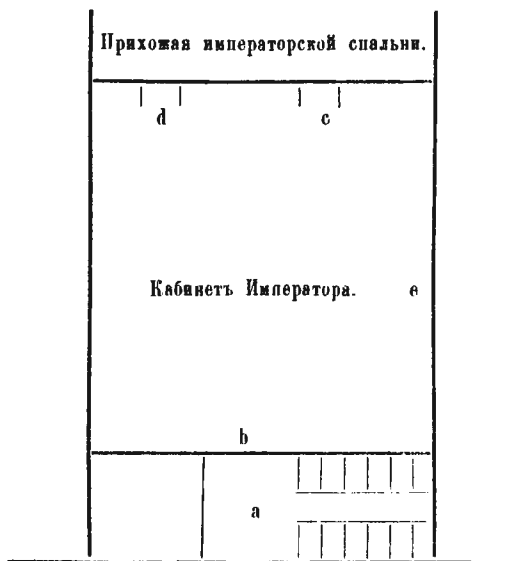 Прихожая императорской спальни.
d c
Кабинетъ Императора. e
b
a